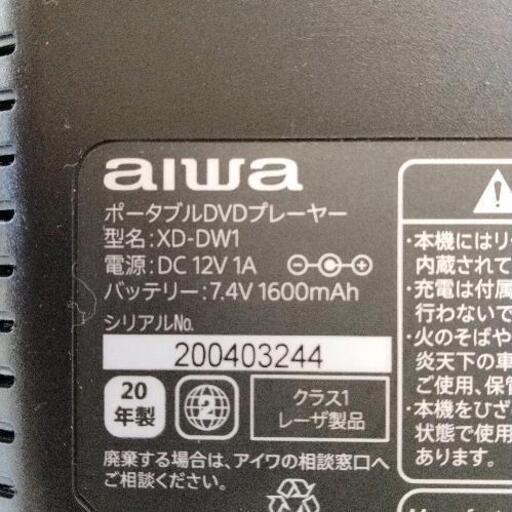 aiwa
ポータブルDVDプレーヤー
型名:XD-DW1
電源:DC 12V 1A
バッテリー:7.4V 1600mAh
シリアルNo.
200403244
20
年製
2
クラス1
レーザ製品
廃棄する場合は、アイワの相談窓口へ
ご相談ください。
・本機にはリ
内蔵されて
・充電は付属
行わないで
・火のそばや
炎天下の車
ご使用、保管
・本機をひざ
状態で使用
あります。